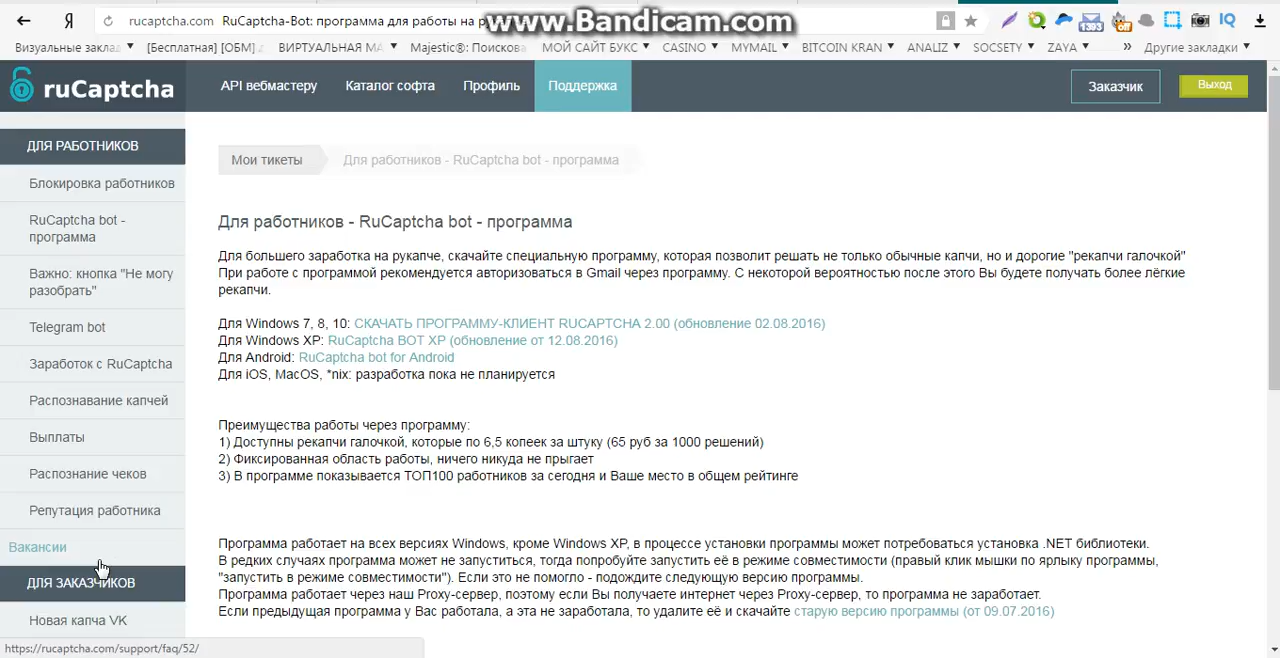 rucaptcha.com RuCaptcha-Bot: программа для работы на
www.Bandicam.com
1393
off
IQ
Визуальные заклад [Бесплатная] [ОБМ] ВИРТУАЛЬНАЯ МА Majestic®: Поискова МОЙ САЙТ БУКС CASINO MYMAIL BITCOIN KRAN ANALIZ SOCSETY ZAYA » Другие закладки
ruCaptcha API вебмастеру Каталог софта Профиль Поддержка Заказчик Выход
ДЛЯ РАБОТНИКОВ
Блокировка работников
RuCaptcha bot -
программа
Важно: кнопка "Не могу
разобрать"
Telegram bot
Заработок с RuCaptcha
Распознавание капчей
Выплаты
Распознание чеков
Репутация работника
Вакансии
ДЛЯ ЗАКАЗЧИКОВ
Новая капча VK
Мои тикеты Для работников - RuCaptcha bot - программа
Для работников - RuCaptcha bot - программа
Для большего заработка на рукапче, скачайте специальную программу, которая позволит решать не только обычные капчи, но и дорогие "рекапчи галочкой"
При работе с программой рекомендуется авторизоваться в Gmail через программу. С некоторой вероятностью после этого Вы будете получать более лёгкие
рекапчи.
Для Windows 7, 8, 10: СКАЧАТЬ ПРОГРАММУ-КЛИЕНТ RUCAPTCHA 2.00 (обновление 02.08.2016)
Для Windows XP: RuCaptcha BOT XP (обновление от 12.08.2016)
Для Android: RuCaptcha bot for Android
Для iOS, MacOS, *nix: разработка пока не планируется
Преимущества работы через программу:
1) Доступны рекапчи галочкой, которые по 6,5 копеек за штуку (65 руб за 1000 решений)
2) Фиксированная область работы, ничего никуда не прыгает
3) В программе показывается ТОП100 работников за сегодня и Ваше место в общем рейтинге
Программа работает на всех версиях Windows, кроме Windows XP, в процессе установки программы может потребоваться установка .NET библиотеки.
В редких случаях программа может не запуститься, тогда попробуйте запустить её в режиме совместимости (правый клик мышки по ярлыку программы,
"запустить в режиме совместимости"). Если это не помогло - подождите следующую версию программы.
Программа работает через наш Proxy-сервер, поэтому если Вы получаете интернет через Proxy-сервер, то программа не заработает.
Если предыдущая программа у Вас работала, а эта не заработала, то удалите её и скачайте старую версию программы (от 09.07.2016)
https://rucaptcha.com/support/faq/52/